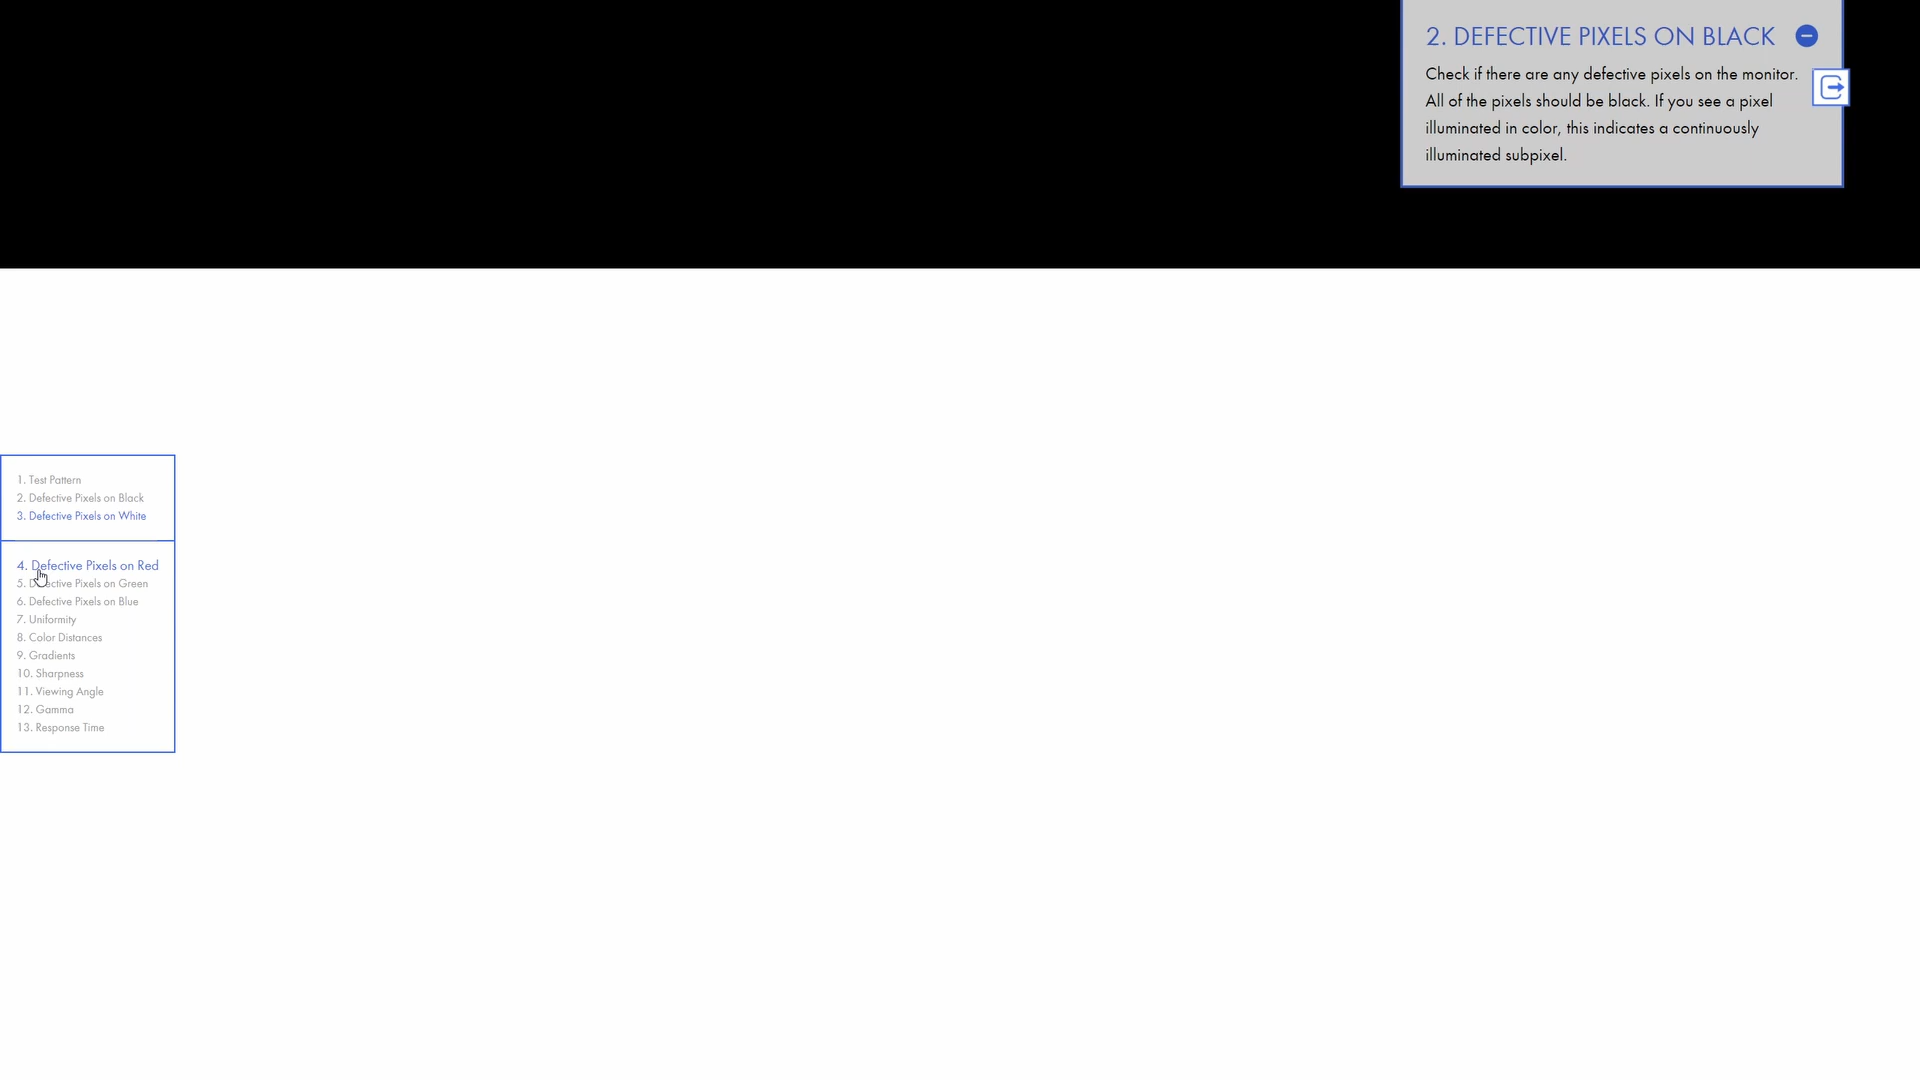 2. DEFECTIVE PIXELS ON BLACK
Check if there are any defective pixels on the monitor.
All of the pixels should be black. If you see a pixel
illuminated in color, this indicates a continuously
illuminated subpixel.
1. Test Pattern
2. Defective Pixels on Black
3. Defective Pixels on White
4. Defective Pixels on Red
5. Defective Pixels on Green
6. Defective Pixels on Blue
7. Uniformity
8. Color Distances
9. Gradients
10. Sharpness
11. Viewing Angle
12. Gamma
13. Response Time